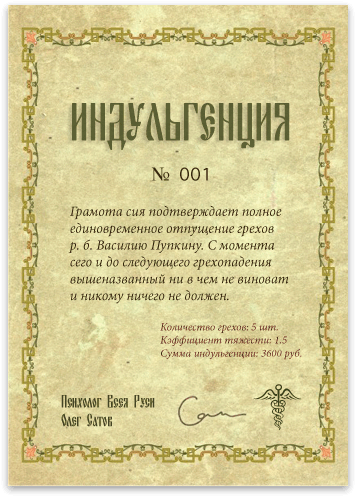 ИНДУЛЬГЕНЦИЯ
№ 001
Грамота сия подтверждает полное
единовременное отпущение грехов
р. б. Василию Пупкину. С момента
сего и до следующего грехопадения
вышеназванный ни в чем не виноват
и никому ничего не должен.
Количество грехов: 5 шт.
Кэффициент тяжести: 1.5
Сумма индульгенции: 3600 руб.
Психолог Всея Руси
Олег Сатов